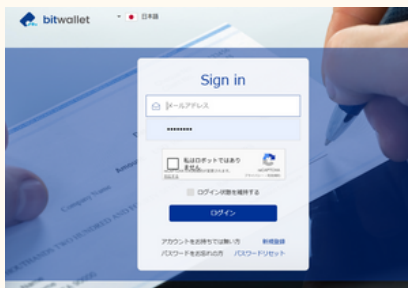 bitwallet
日本語
Sign in
メールアドレス
私はロボットではあり
ません
reCAPTCHA
ログイン状態を維持する
ログイン
アカウントをお持ちでは無い方 新規登録
パスワードをお忘れの方 パスワードリセット
Company Name